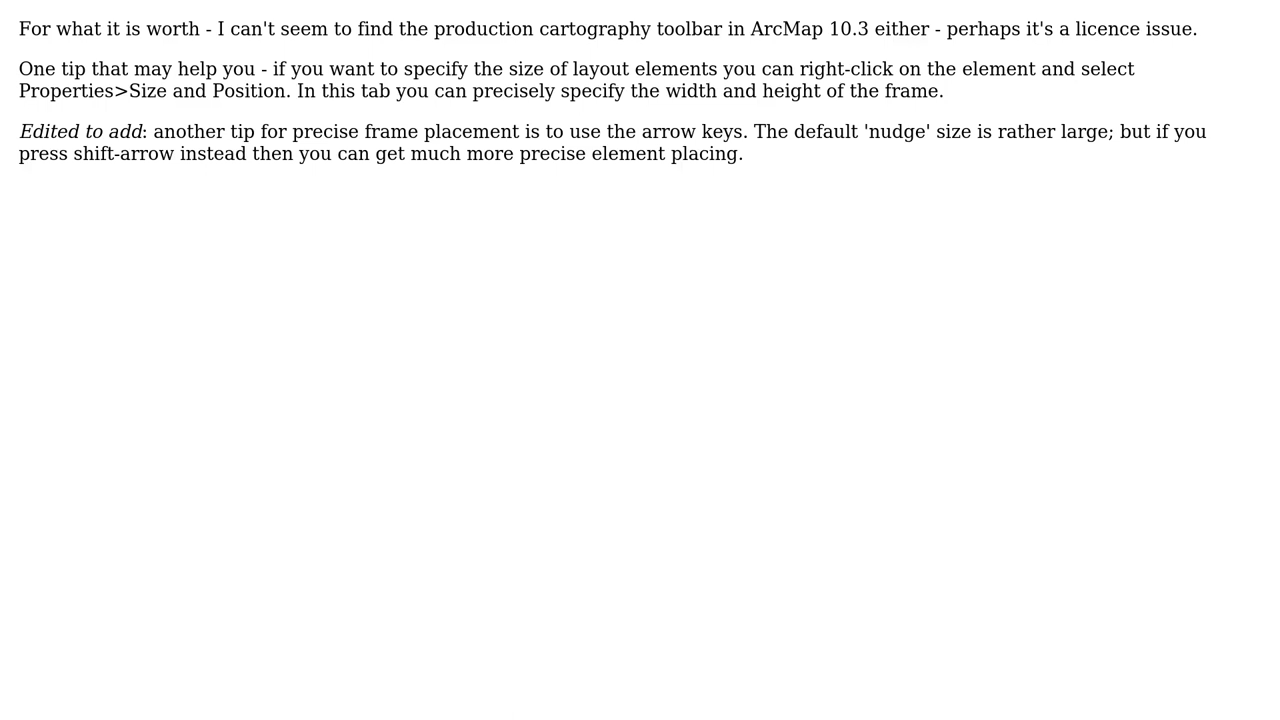 For what it is worth - I can't seem to find the production cartography toolbar in ArcMap 10.3 either - perhaps it's a licence issue.
One tip that may help you - if you want to specify the size of layout elements you can right-click on the element and select
Properties>Size and Position. In this tab you can precisely specify the width and height of the frame.
Edited to add: another tip for precise frame placement is to use the arrow keys. The default 'nudge' size is rather large; but if you
press shift-arrow instead then you can get much more precise element placing.